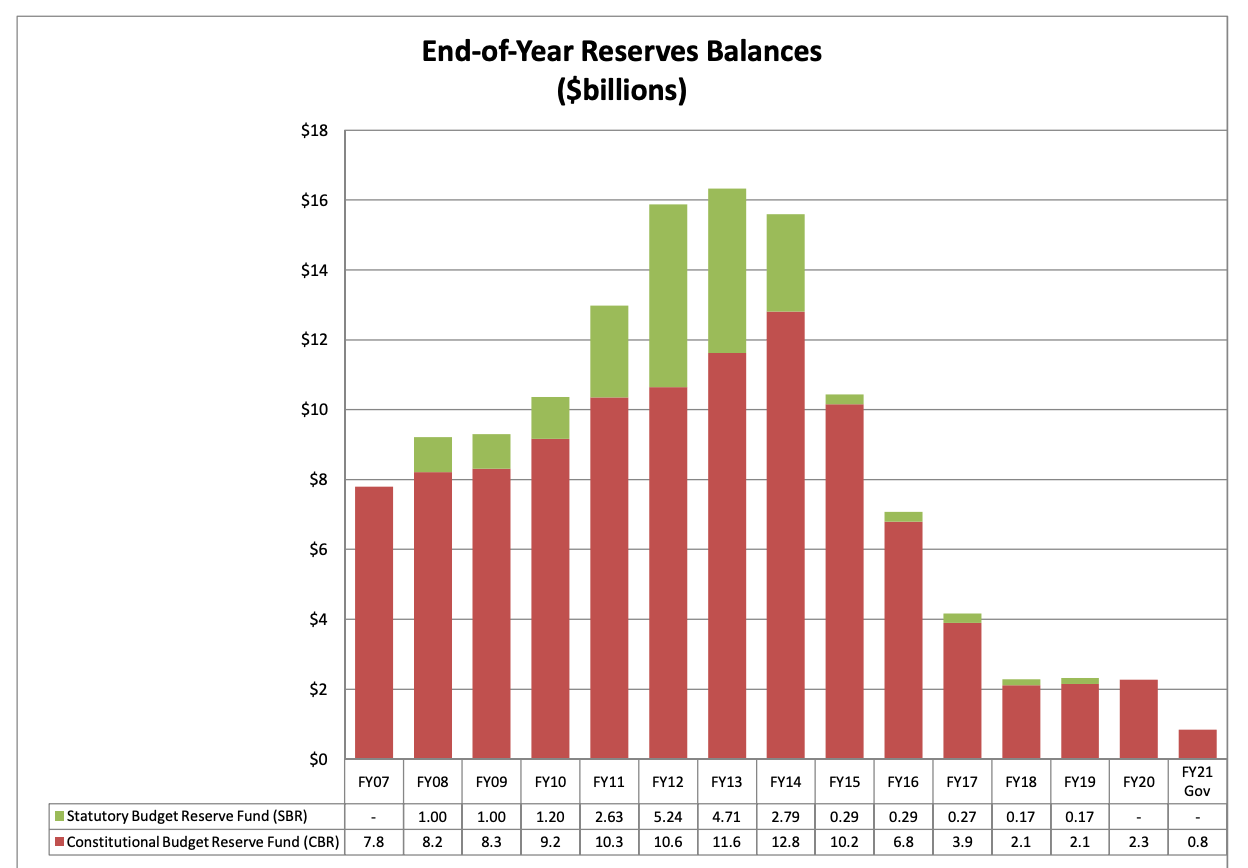 End-of-Year Reserves Balances
($billions)
$18
$16
$14
$12
$10
$8
$6
$4
$2
$0
FY07 FY08 FY09 FY10 FY11 FY12 FY13 FY14 FY15 FY16 FY17 FY18 FY19 FY20 FY21
Gov
Statutory Budget Reserve Fund (SBR) - 1.00 1.00 1.20 2.63 5.24 4.71 2.79 0.29 0.29 0.27 0.17 0.17 - -
Constitutional Budget Reserve Fund (CBR) 7.8 8.2 8.3 9.2 10.3 10.6 11.6 12.8 10.2 6.8 3.9 2.1 2.1 2.3 0.8